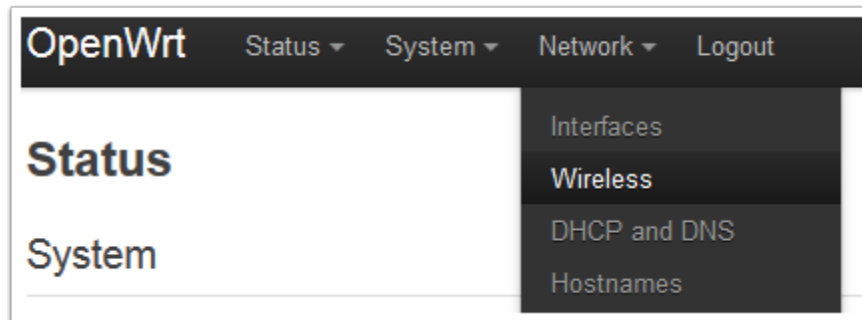 OpenWrt Status System Network Logout
Interfaces
Status
Wireless
DHCP and DNS
System
Hostnames